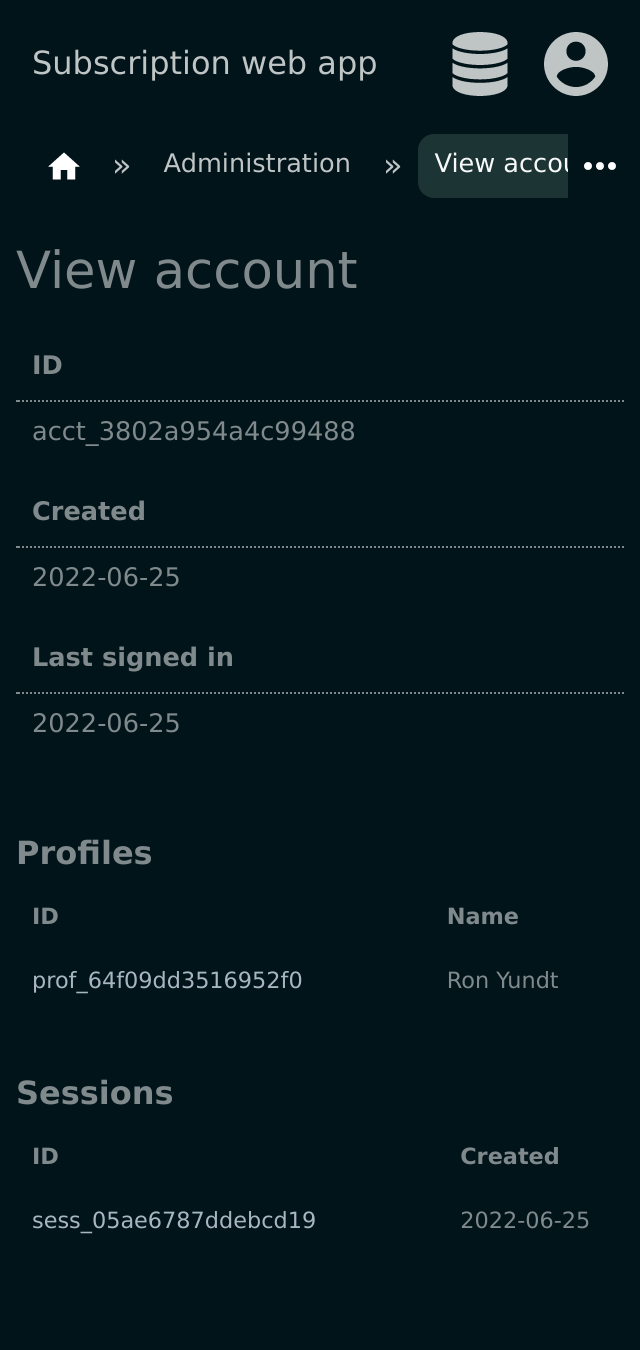 Subscription web app
» Administration » View accou
View account
ID
acct_3802a954a4c99488
Created
2022-06-25
Last signed in
2022-06-25
Profiles
ID Name
prof_64f09dd3516952f0 Ron Yundt
Sessions
ID Created
sess_05ae6787ddebcd19 2022-06-25